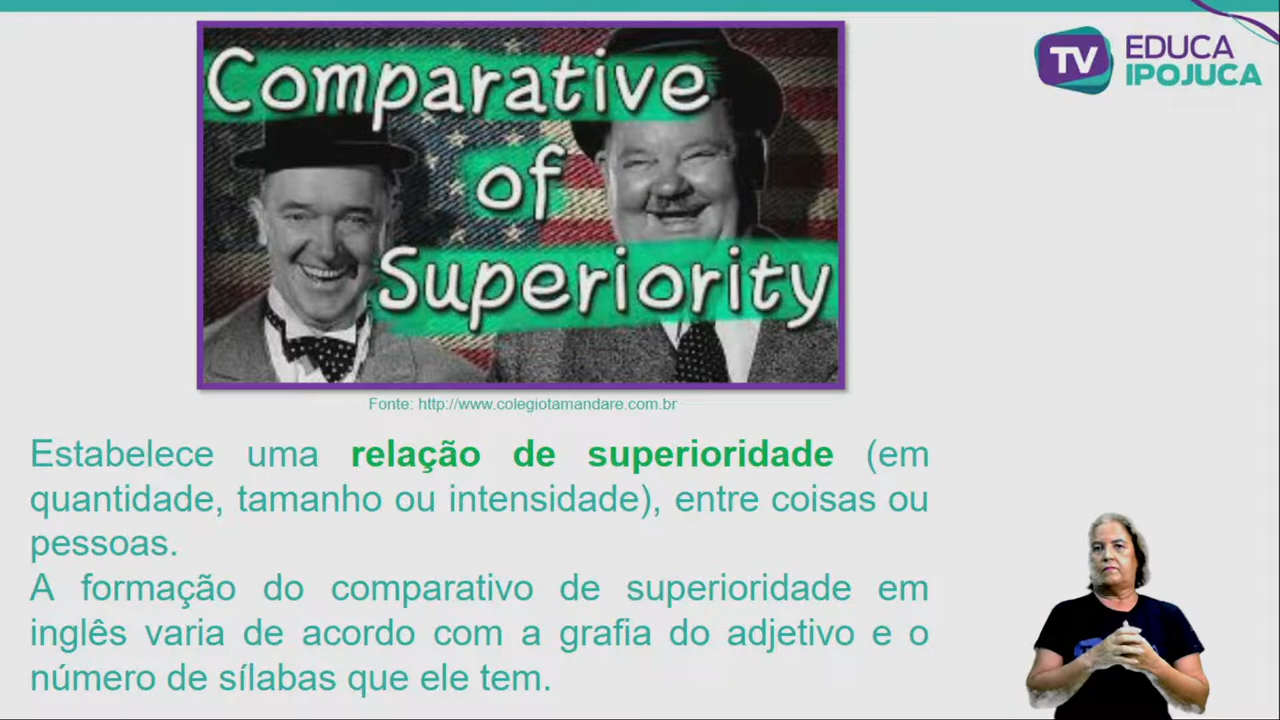 Comparative
of
Superiority
TV EDUCA
IPOJUCA
Fonte: http://www.colegiotamandare.com.br
Estabelece uma relação de superioridade (em
quantidade, tamanho ou intensidade), entre coisas ou
pessoas.
A formação do comparativo de superioridade em
inglês varia de acordo com a grafia do adjetivo e o
número de sílabas que ele tem.